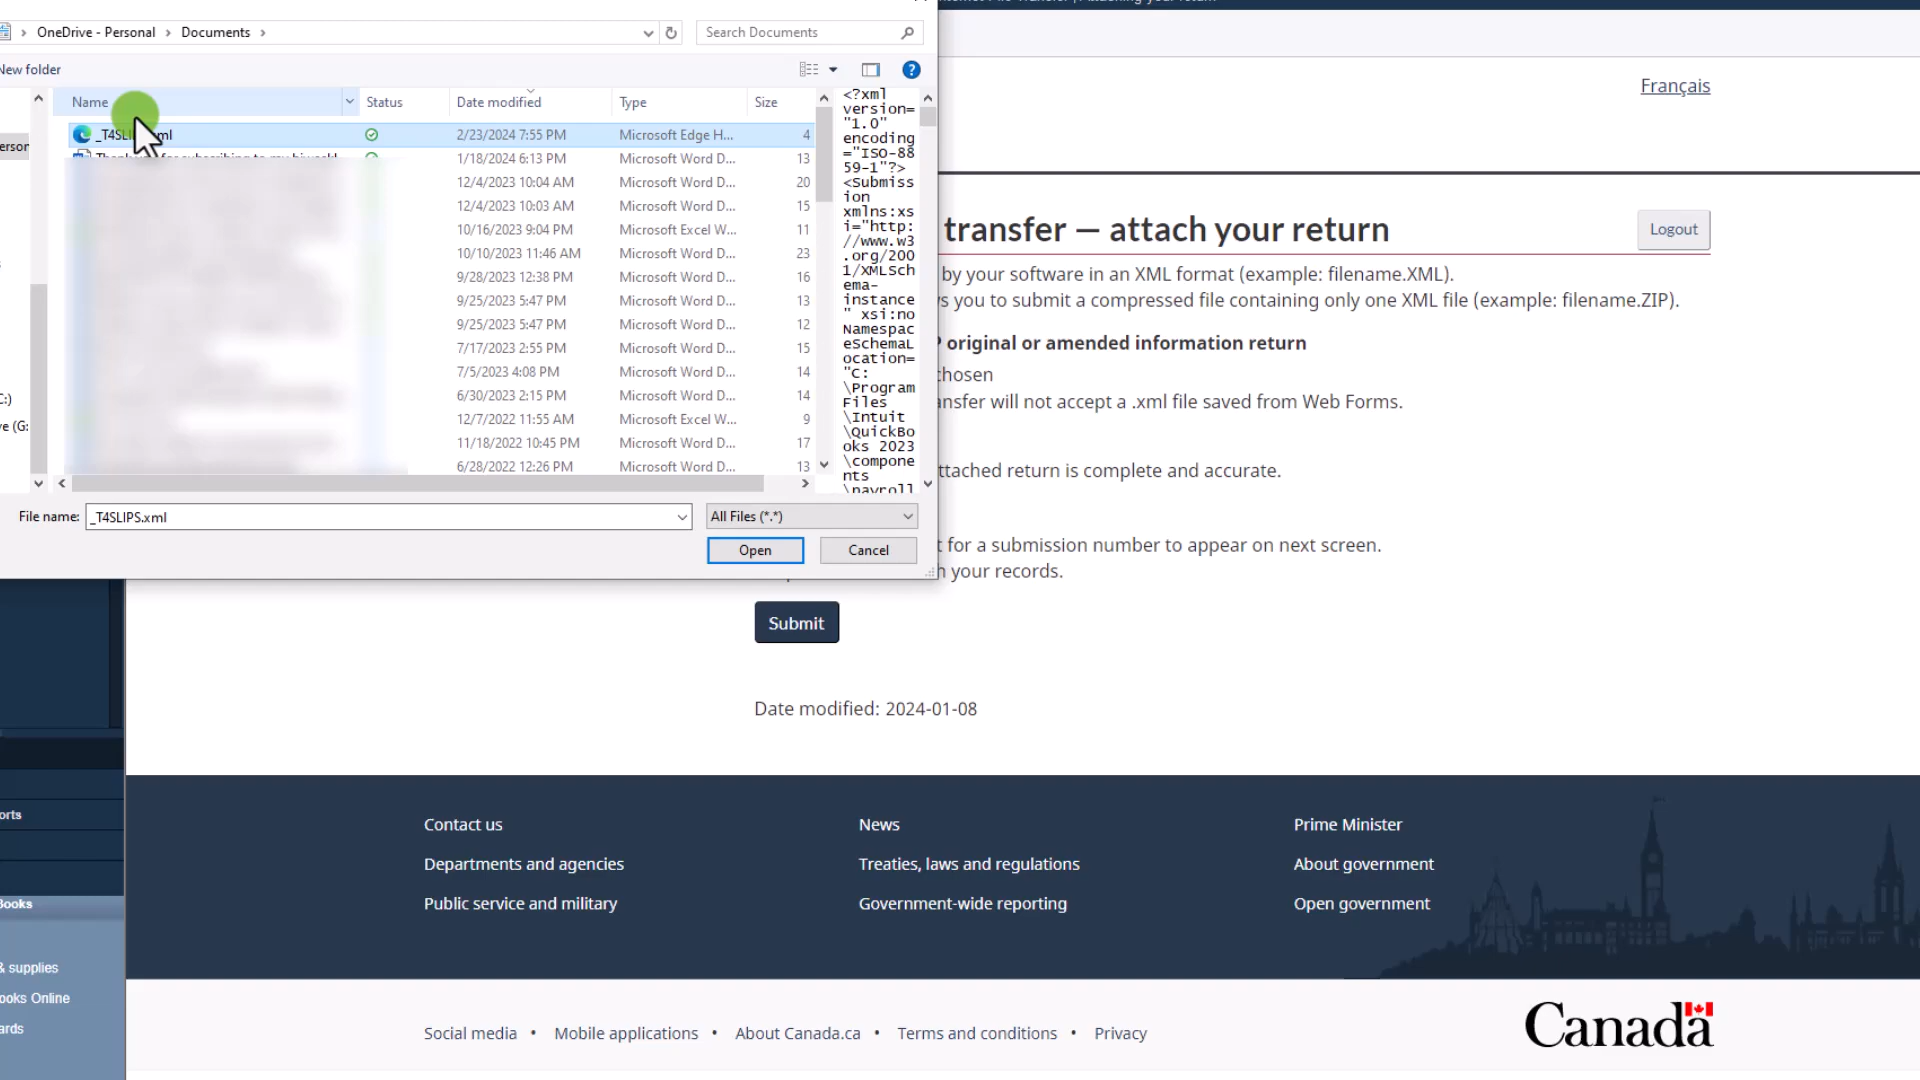 OneDrive - Personal > Documents >
Search Documents
New folder
Français
Name
Status
Date modified
Type
Size
_T4SLI
ml
2/23/2024 7:55 PM
Microsoft Edge H...
4
1/18/2024 6:13 PM
Microsoft Word D...
13
12/4/2023 10:04 AM
Microsoft Word D...
20
12/4/2023 10:03 AM
Microsoft Word D...
15
10/16/2023 9:04 PM
Microsoft Excel W...
11
10/10/2023 11:46 AM
Microsoft Word D...
23
9/28/2023 12:38 PM
Microsoft Word D...
16
9/25/2023 5:47 PM
Microsoft Word D...
13
9/25/2023 5:47 PM
Microsoft Word D...
12
7/17/2023 2:55 PM
Microsoft Word D...
15
7/5/2023 4:08 PM
Microsoft Word D...
14
6/30/2023 2:15 PM
Microsoft Word D...
14
12/7/2022 11:55 AM
Microsoft Excel W...
9
11/18/2022 10:45 PM
Microsoft Word D...
17
6/28/2022 12:26 PM
Microsoft Word D...
13
<?xml
version=
"1.0"
encoding
="ISO-88
59-1"?>
<Submiss
ion
xmlns:xs
i="http:
//www.w3
.org/200
1/XMLSch
ema-
instance
" xsi:no
Namespac
eSchemaL
ocation=
"C:
\Program
Files
\Intuit
\QuickBo
oks 2023
\compone
nts
\payroll
erson
C:)
ve (G:
File name:
_T4SLIPS.xml
All Files (*.*)
Open
Cancel
transfer — attach your return
Logout
by your software in an XML format (example: filename.XML).
s you to submit a compressed file containing only one XML file (example: filename.ZIP).
original or amended information return
chosen
ansfer will not accept a .xml file saved from Web Forms.
ttached return is complete and accurate.
t for a submission number to appear on next screen.
your records.
Submit
Date modified: 2024-01-08
orts
Books
& supplies
ooks Online
ards
Contact us
News
Prime Minister
Departments and agencies
Treaties, laws and regulations
About government
Public service and military
Government-wide reporting
Open government
Social media • Mobile applications • About Canada.ca • Terms and conditions • Privacy
Canada